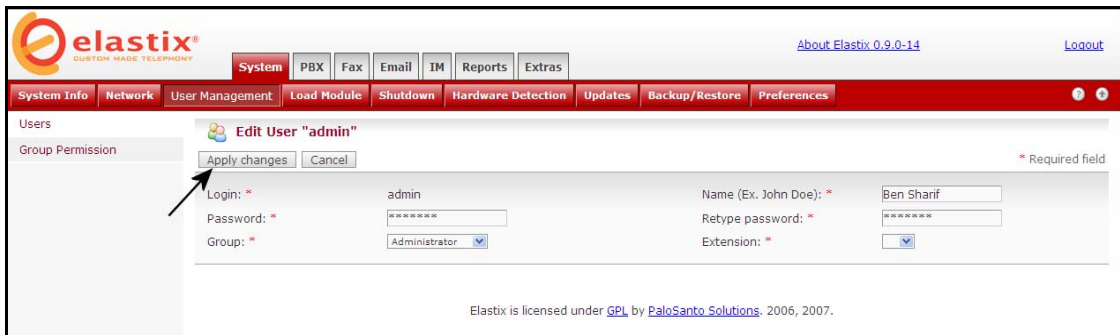 elastix®
CUSTOM MADE TELEPHONY
About Elastix 0.9.0-14
Logout
System PBX Fax Email IM Reports Extras
System Info Network User Management Load Module Shutdown Hardware Detection Updates Backup/Restore Preferences
Users
Group Permission
Edit User "admin"
Apply changes Cancel * Required field
Login: * admin Name (Ex. John Doe): * Ben Sharif
Password: * ******* Retype password: * *******
Group: * Administrator Extension: *
Elastix is licensed under GPL by PaloSanto Solutions. 2006, 2007.